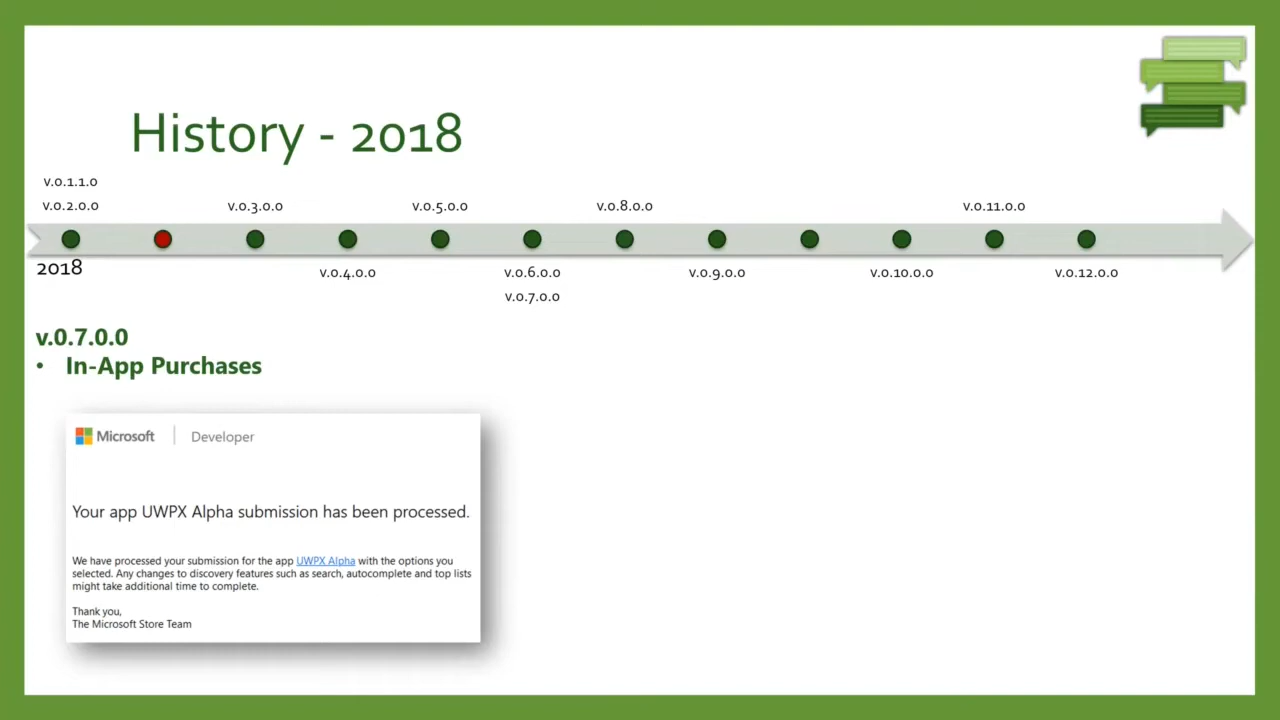 History - 2018
v.0.1.1.0
v.0.2.0.0
v.0.3.0.0
v.0.5.0.0
v.0.8.0.0
v.0.11.0.0
2018
v.0.4.0.0
v.0.6.0.0
v.0.7.0.0
v.0.9.0.0
v.0.10.0.0
v.0.12.0.0
v.0.7.0.0
• In-App Purchases
Microsoft | Developer
Your app UWPX Alpha submission has been processed.
We have processed your submission for the app UWPX Alpha with the options you
selected. Any changes to discovery features such as search, autocomplete and top lists
might take additional time to complete.
Thank you,
The Microsoft Store Team